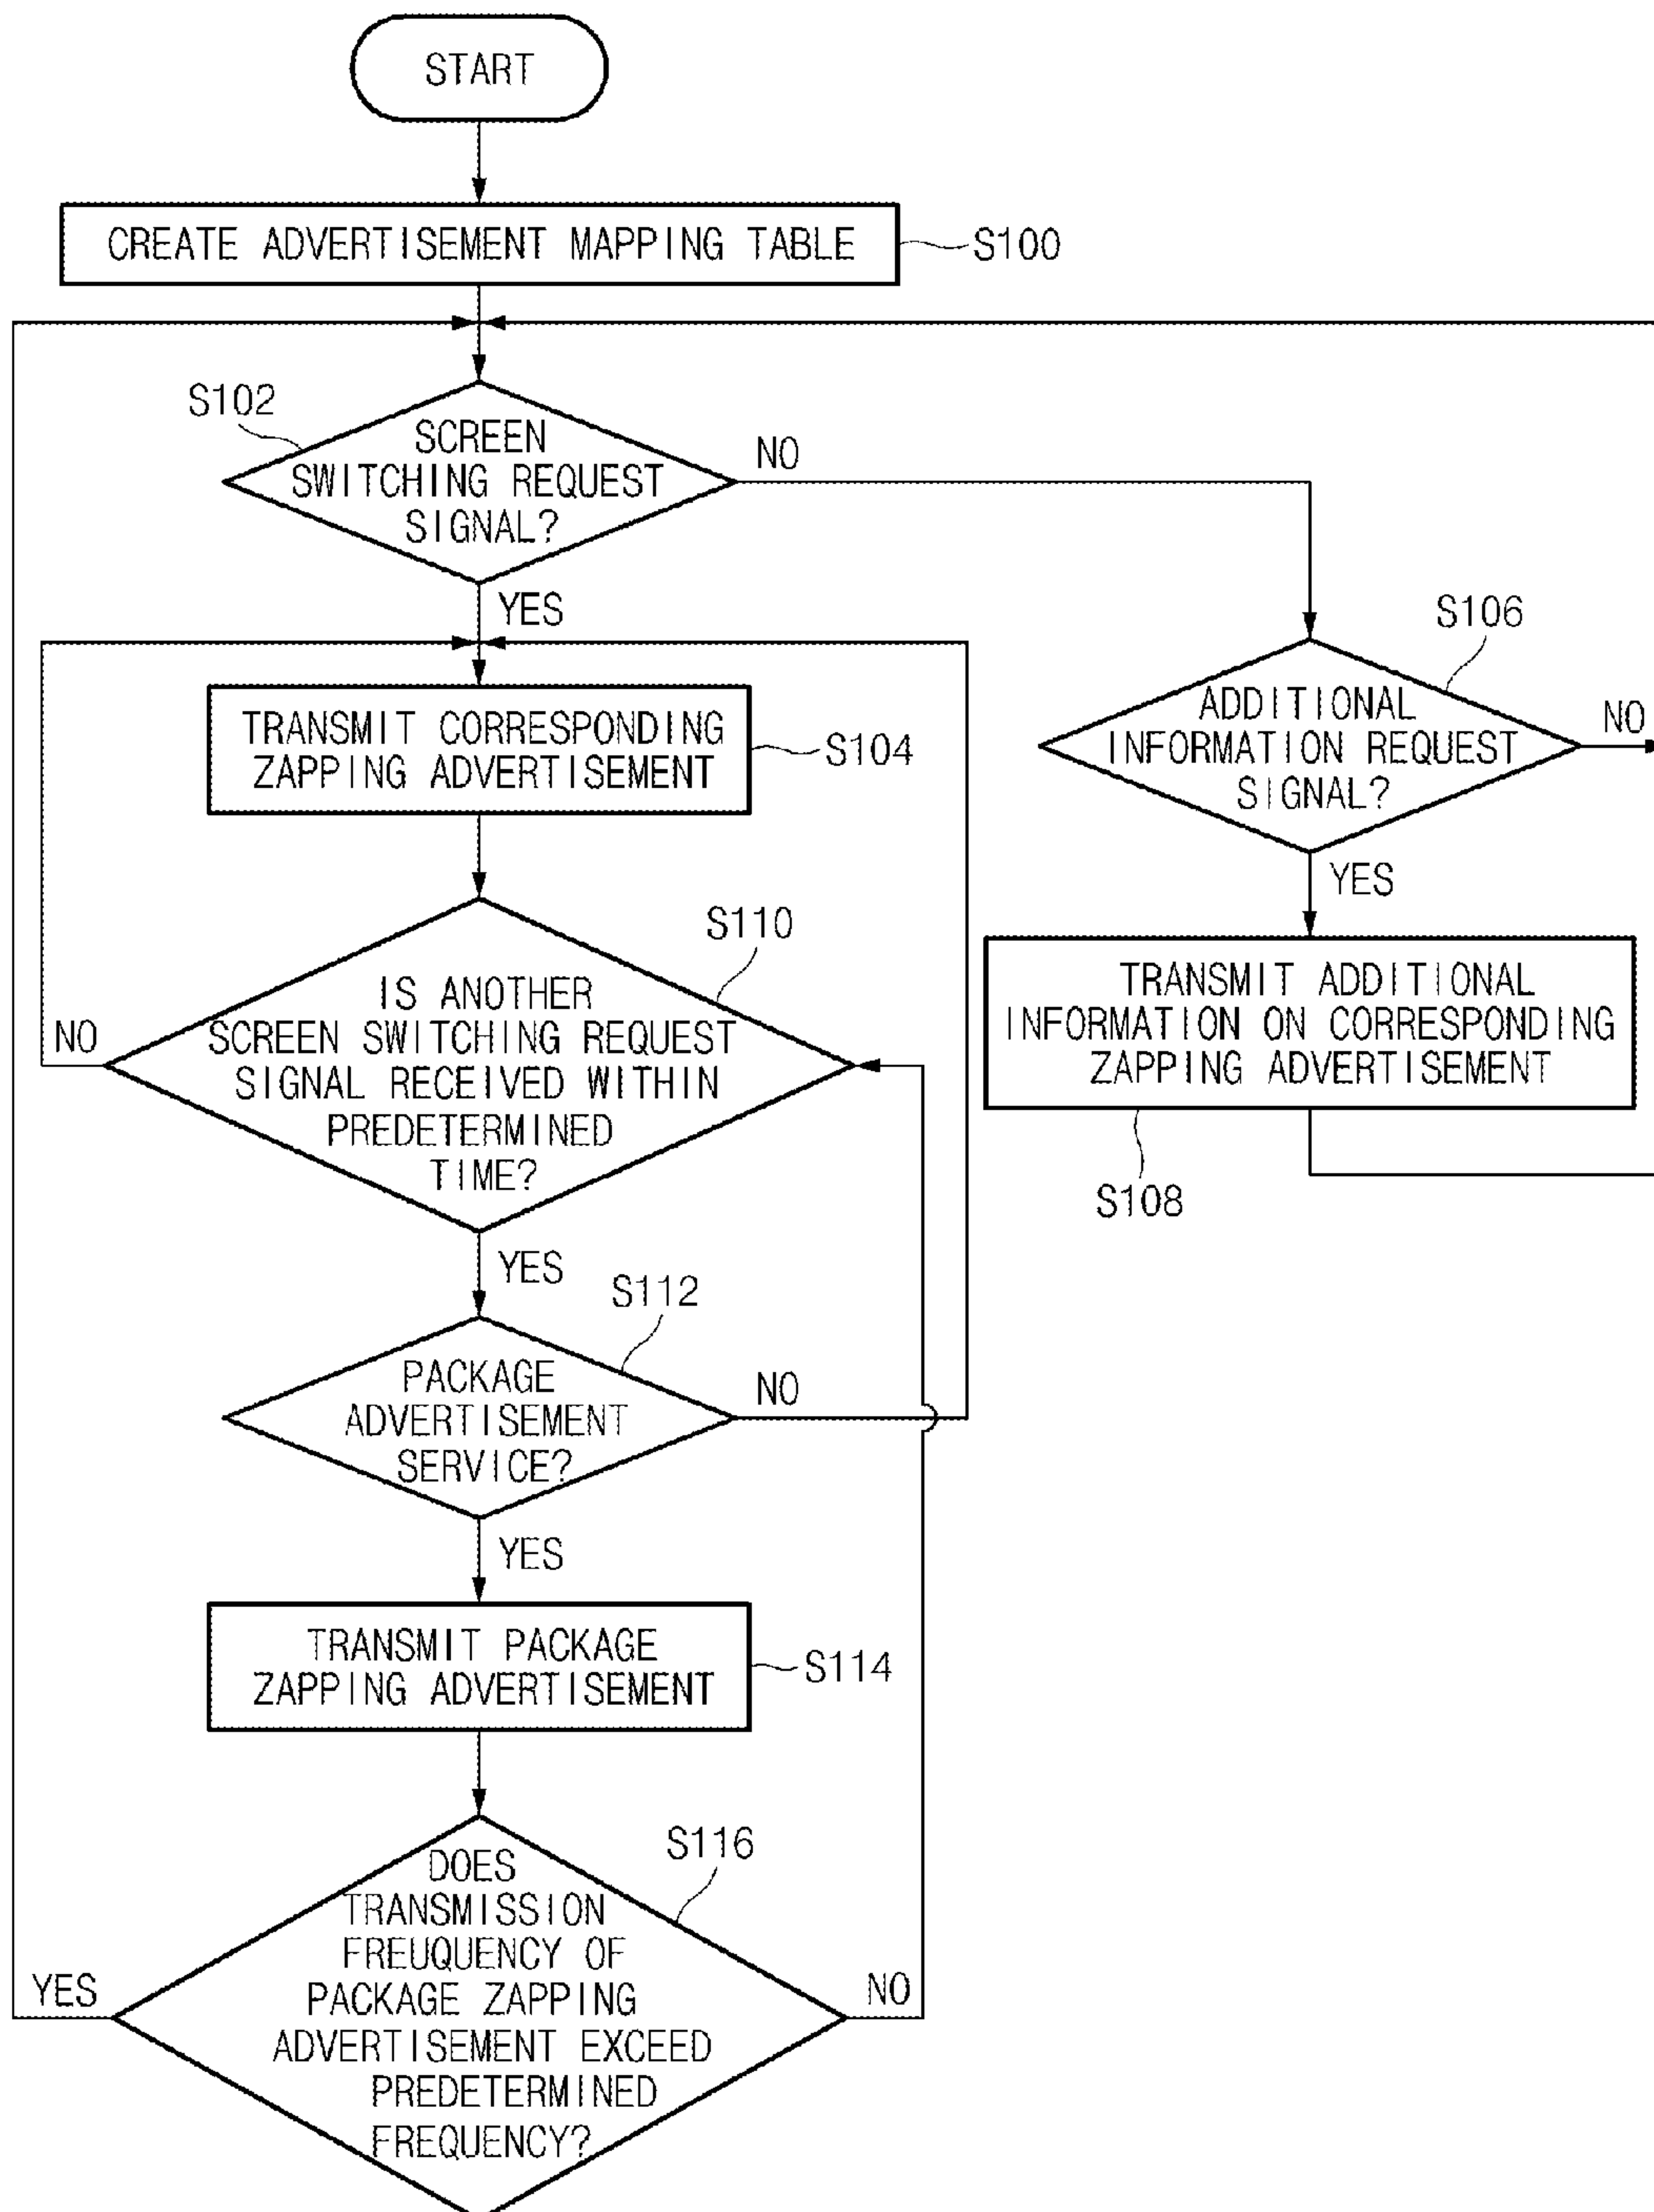 START
CREATE ADVERTISEMENT MAPPING TABLE
S100
S102
SCREEN
SWITCHING REQUEST
SIGNAL?
NO
YES
S106
ADDITIONAL
INFORMATION REQUEST
SIGNAL?
NO
YES
TRANSMIT CORRESPONDING
ZAPPING ADVERTISEMENT
S104
TRANSMIT ADDITIONAL
INFORMATION ON CORRESPONDING
ZAPPING ADVERTISEMENT
S108
S110
IS ANOTHER
SCREEN SWITCHING REQUEST
SIGNAL RECEIVED WITHIN
PREDETERMINED
TIME?
NO
YES
S112
PACKAGE
ADVERTISEMENT
SERVICE?
NO
YES
TRANSMIT PACKAGE
ZAPPING ADVERTISEMENT
S114
S116
DOES
TRANSMISSION
FREUQUENCY OF
PACKAGE ZAPPING
ADVERTISEMENT EXCEED
PREDETERMINED
FREQUENCY?
YES
NO